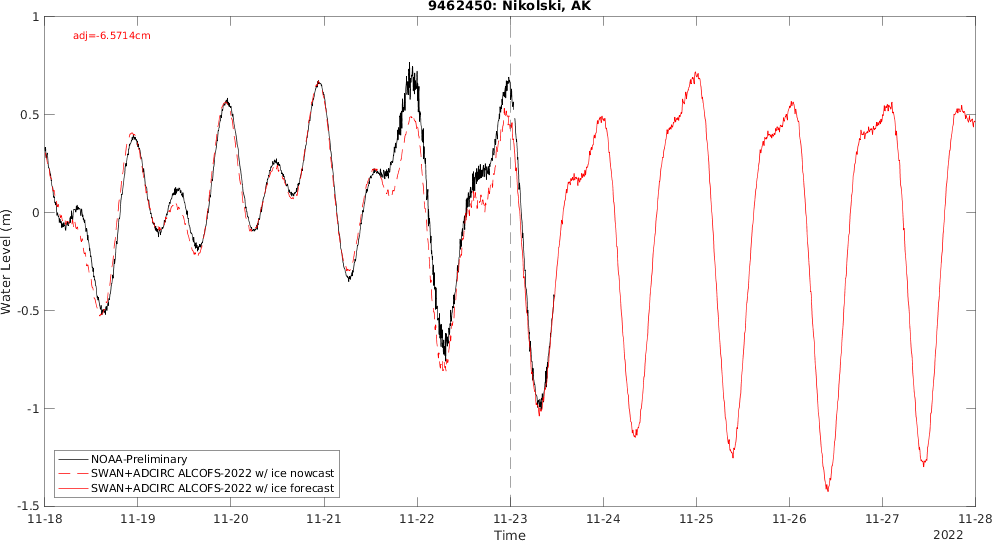 9462450: Nikolski, AK
adj=-6.5714cm
Water Level (m)
1
0.5
0
-0.5
-1
-1.5
NOAA-Preliminary
SWAN+ADCIRC ALCOFS-2022 w/ ice nowcast
SWAN+ADCIRC ALCOFS-2022 w/ ice forecast
11-18 11-19 11-20 11-21 11-22 11-23 11-24 11-25 11-26 11-27 11-28
Time
2022